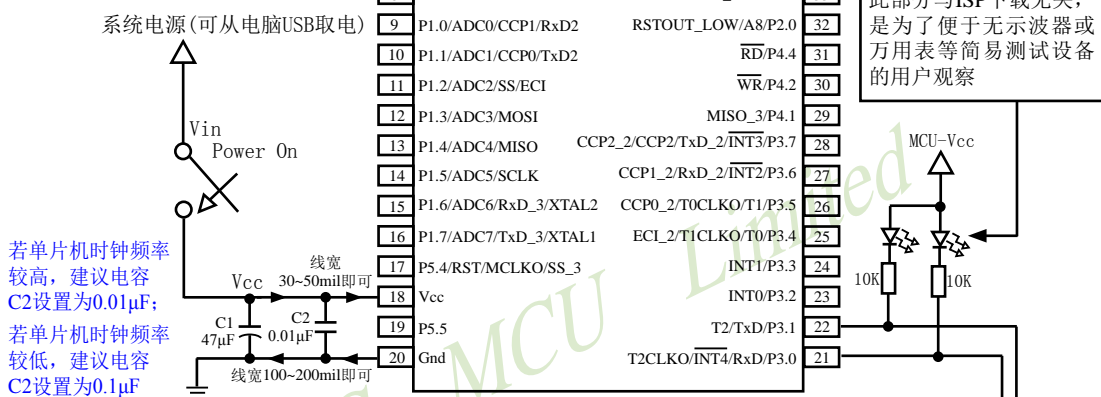 此部分与ISP下载无关，
是为了便于无示波器或
万用表等简易测试设备
的用户观察
系统电源(可从电脑USB取电)
Vin
Power On
9 P1.0/ADC0/CCP1/RxD2
10 P1.1/ADC1/CCP0/TxD2
11 P1.2/ADC2/SS/ECI
12 P1.3/ADC3/MOSI
13 P1.4/ADC4/MISO
14 P1.5/ADC5/SCLK
15 P1.6/ADC6/RxD_3/XTAL2
16 P1.7/ADC7/TxD_3/XTAL1
17 P5.4/RST/MCLKO/SS_3
18 Vcc
19 P5.5
20 Gnd
RSTOUT_LOW/A8/P2.0 32
RD/P4.4 31
WR/P4.2 30
MISO_3/P4.1 29
CCP2_2/CCP2/TxD_2/INT3/P3.7 28
CCP1_2/RxD_2/INT2/P3.6 27
CCP0_2/T0CLKO/T1/P3.5 26
ECI_2/T1CLKO/T0/P3.4 25
INT1/P3.3 24
INT0/P3.2 23
T2/TxD/P3.1 22
T2CLKO/INT4/RxD/P3.0 21
MCU-Vcc
10K
10K
若单片机时钟频率
较高，建议电容
C2设置为0.01μF；
若单片机时钟频率
较低，建议电容
C2设置为0.1μF
Vcc
线宽
30~50mil即可
C1
47μF
C2
0.01μF
线宽100~200mil即可
MCU Limited